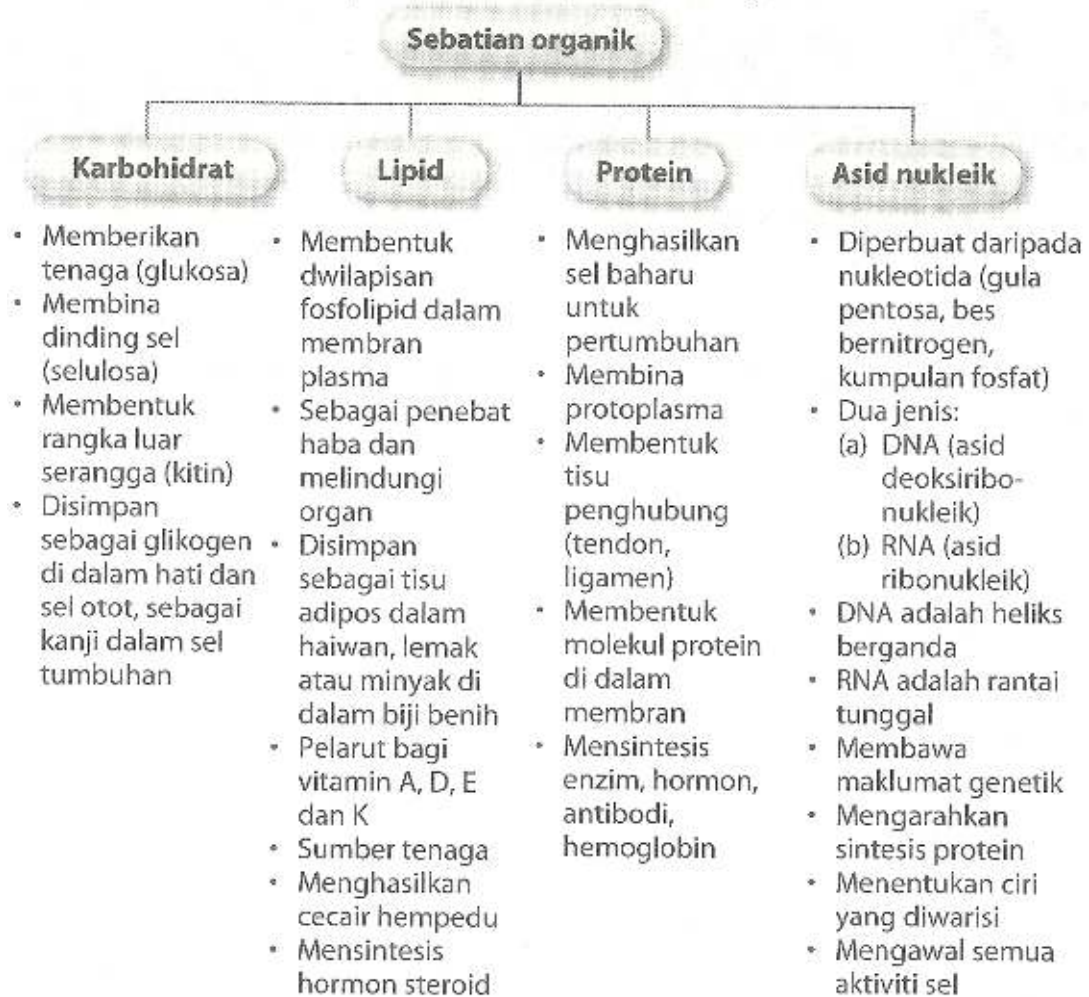 Sebatian organik
Karbohidrat
• Memberikan
tenaga (glukosa)
• Membina
dinding sel
(selulosa)
• Membentuk
rangka luar
serangga (kitin)
• Disimpan
sebagai glikogen
di dalam hati dan
sel otot, sebagai
kanji dalam sel
tumbuhan
Lipid
• Membentuk
dwilapisan
fosfolipid dalam
membran
plasma
• Sebagai penebat
haba dan
melindungi
organ
• Disimpan
sebagai tisu
adipos dalam
haiwan, lemak
atau minyak di
dalam biji benih
• Pelarut bagi
vitamin A, D, E
dan K
• Sumber tenaga
• Menghasilkan
cecair hempedu
• Mensintesis
hormon steroid
Protein
• Menghasilkan
sel baharu
untuk
pertumbuhan
• Membina
protoplasma
• Membentuk
tisu
penghubung
(tendon,
ligamen)
• Membentuk
molekul protein
di dalam
membran
• Mensintesis
enzim, hormon,
antibodi,
hemoglobin
Asid nukleik
• Diperbuat daripada
nukleotida (gula
pentosa, bes
bernitrogen,
kumpulan fosfat)
• Dua jenis:
(a) DNA (asid
deoksiribo-
nukleik)
(b) RNA (asid
ribonukleik)
• DNA adalah heliks
berganda
• RNA adalah rantai
tunggal
• Membawa
maklumat genetik
• Mengarahkan
sintesis protein
• Menentukan ciri
yang diwarisi
• Mengawal semua
aktiviti sel